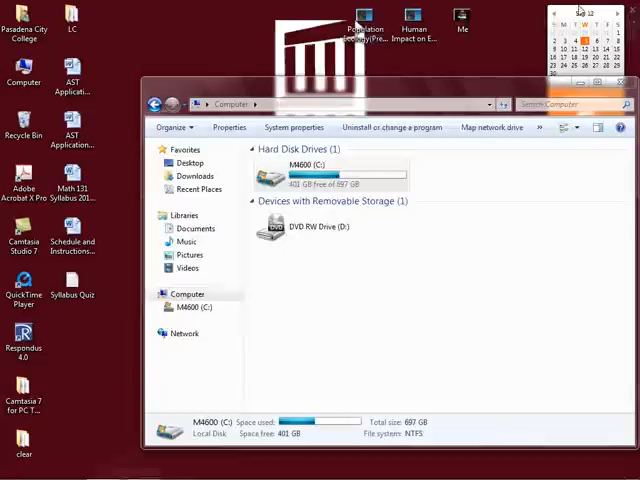 Pasadena City
College
LC
Population
Ecology(Pre...
Human
Impact on E...
Me
Sep 12
Computer
AST
Applicati...
Recycle Bin
AST
Application...
Adobe
Acrobat X Pro
Math 131
Syllabus 201...
Camtasia
Studio 7
Schedule and
Instructions...
QuickTime
Player
Syllabus Quiz
Respondus
4.0
Camtasia
7 for PC T...
clear
Computer
Search Computer
Organize
Properties
System properties
Uninstall or change a program
Map network drive
»
Favorites
Desktop
Downloads
Recent Places
Libraries
Documents
Music
Pictures
Videos
Computer
M4600 (C:)
Network
Hard Disk Drives (1)
M4600 (C:)
401 GB free of 697 GB
Devices with Removable Storage (1)
DVD RW Drive (D:)
M4600 (C:) Space used: Total size: 697 GB
Local Disk Space free: 401 GB File system: NTFS